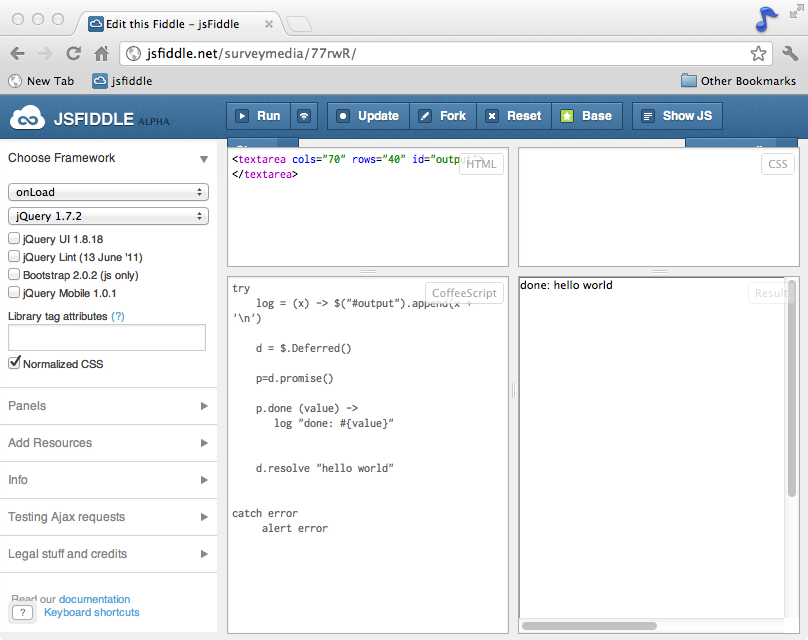 Edit this Fiddle - jsFiddle
jsfiddle.net/surveymedia/77rwR/
New Tab jsfiddle Other Bookmarks
JSFIDDLE ALPHA Run Update Fork Reset Base Show JS
Choose Framework
onLoad
jQuery 1.7.2
jQuery UI 1.8.18
jQuery Lint (13 June '11)
Bootstrap 2.0.2 (js only)
jQuery Mobile 1.0.1
Library tag attributes (?)
Normalized CSS
Panels
Add Resources
Info
Testing Ajax requests
Legal stuff and credits
Read our documentation
? Keyboard shortcuts
<textarea cols="70" rows="40" id="output">
</textarea>
HTML
CSS
CoffeeScript
try
log = (x) -> $("#output").append(x +
'\n')
d = $.Deferred()
p=d.promise()
p.done (value) ->
log "done: #{value}"
d.resolve "hello world"
catch error
alert error
Result
done: hello world